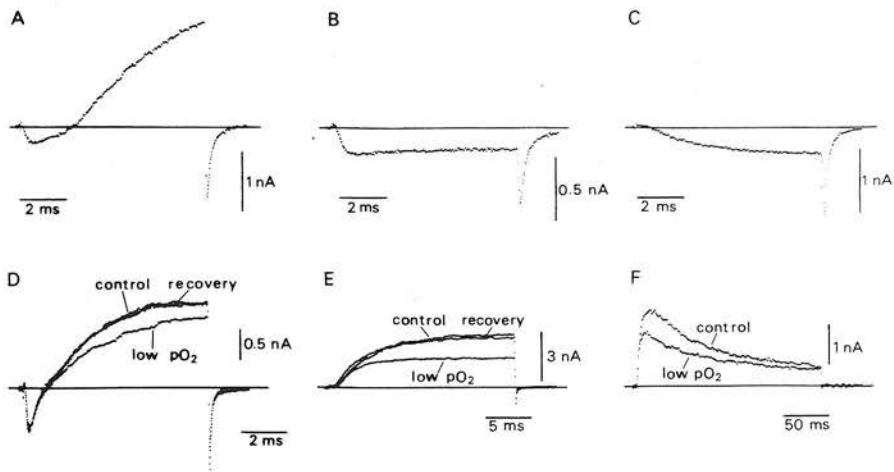 A
B
C
2 ms
1 nA
2 ms
0.5 nA
2 ms
1 nA
D
control
recovery
low pO₂
0.5 nA
2 ms
E
control
recovery
low pO₂
3 nA
5 ms
F
control
low pO₂
1 nA
50 ms